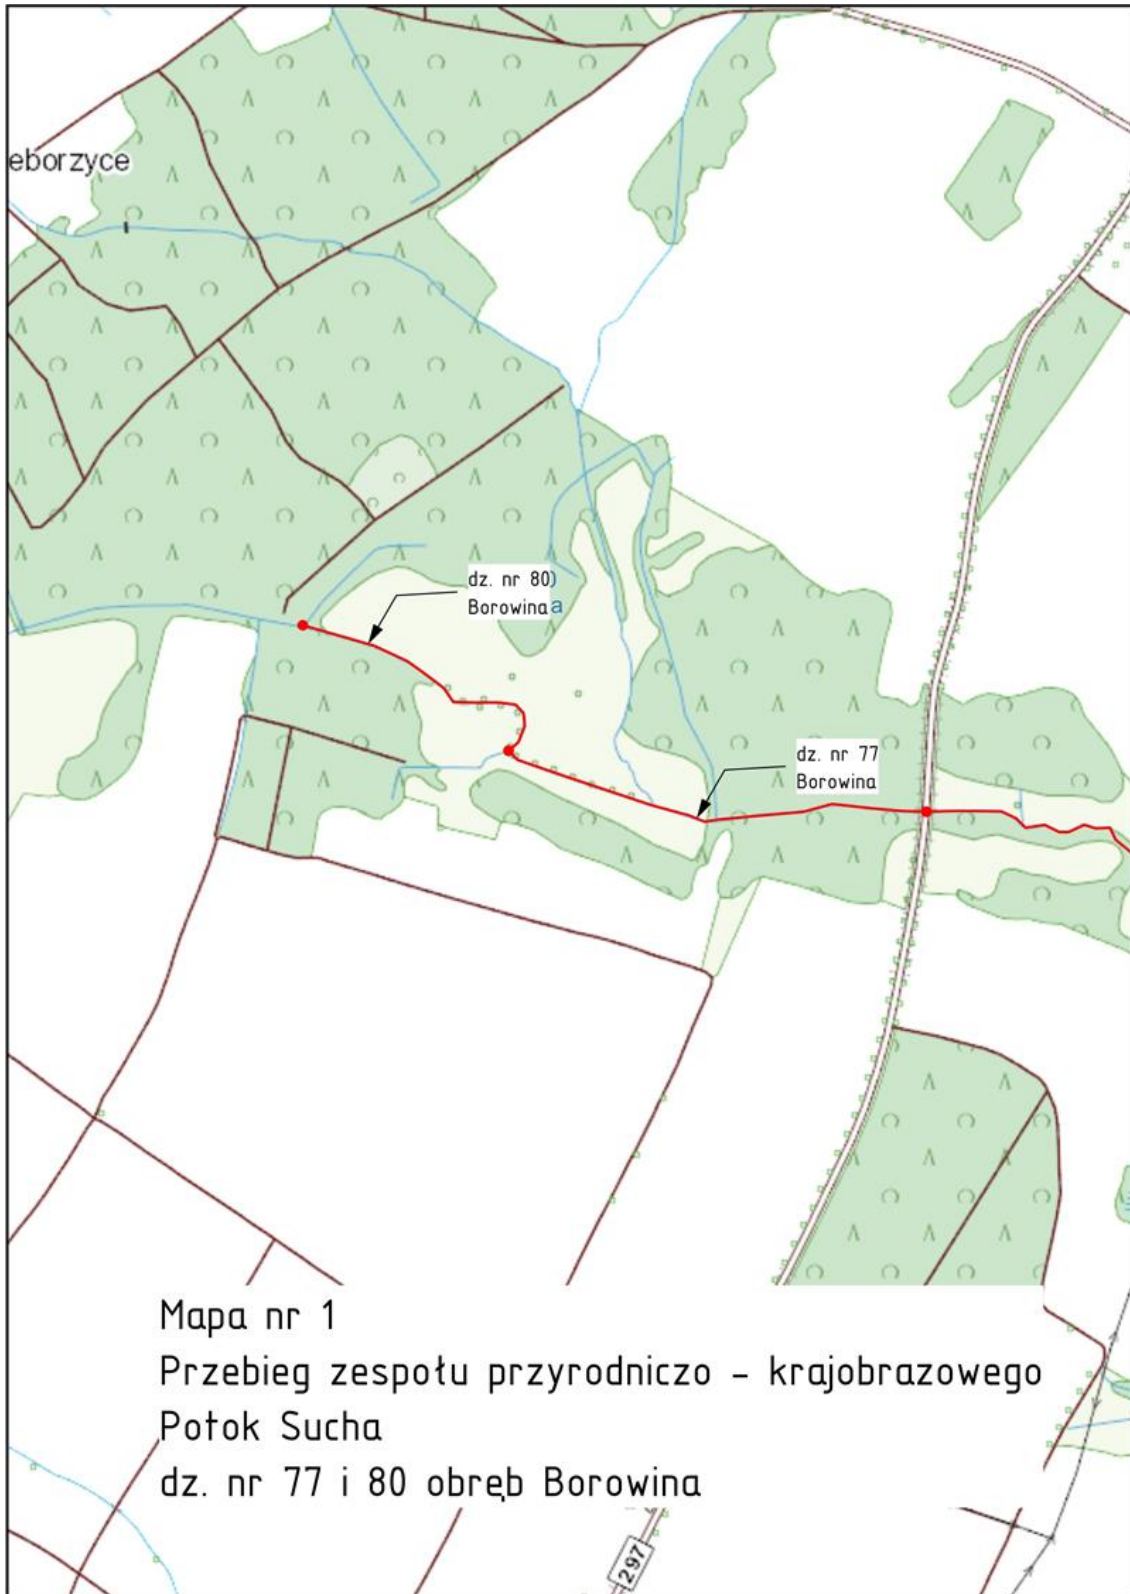 eborzyce
dz. nr 80)
Borowina a
dz. nr 77
Borowina
Mapa nr 1
Przebieg zespołu przyrodniczo - krajobrazowego
Potok Sucha
dz. nr 77 i 80 obręb Borowina
297